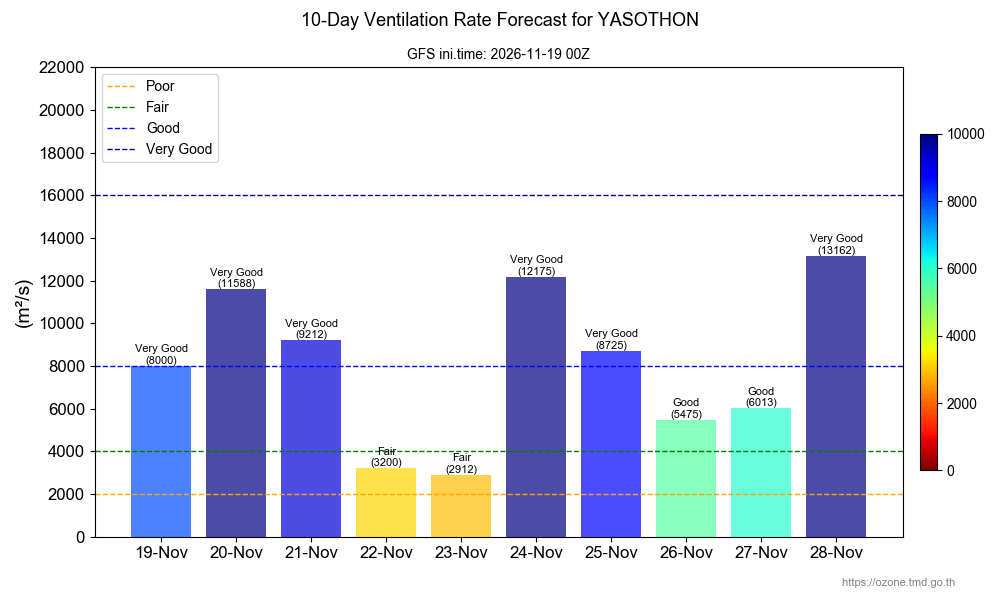 10-Day Ventilation Rate Forecast for YASOTHON
GFS ini.time: 2026-11-19 00Z
(m²/s)
22000
20000
18000
16000
14000
12000
10000
8000
6000
4000
2000
0
Poor
Fair
Good
Very Good
Very Good
(8000)
Very Good
(11588)
Very Good
(9212)
Fair
(3200)
Fair
(2912)
Very Good
(12175)
Very Good
(8725)
Good
(5475)
Good
(6013)
Very Good
(13162)
19-Nov 20-Nov 21-Nov 22-Nov 23-Nov 24-Nov 25-Nov 26-Nov 27-Nov 28-Nov
10000
8000
6000
4000
2000
0
https://ozone.tmd.go.th